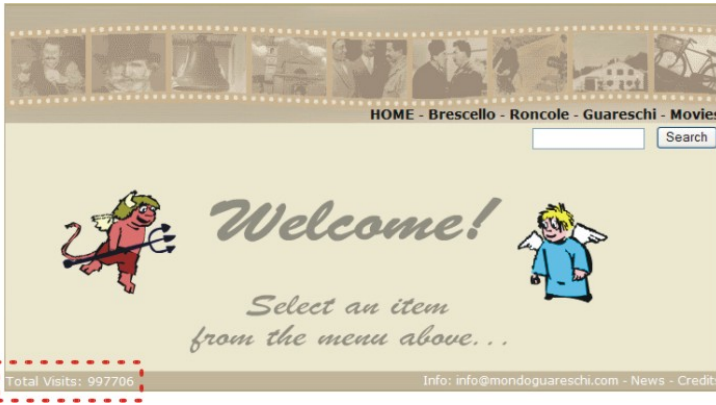 HOME - Brescello - Roncole - Guareschi - Movies
Search
Welcome!
Select an item
from the menu above...
Total Visits: 997706
Info: info@mondoguareschi.com - News - Credits